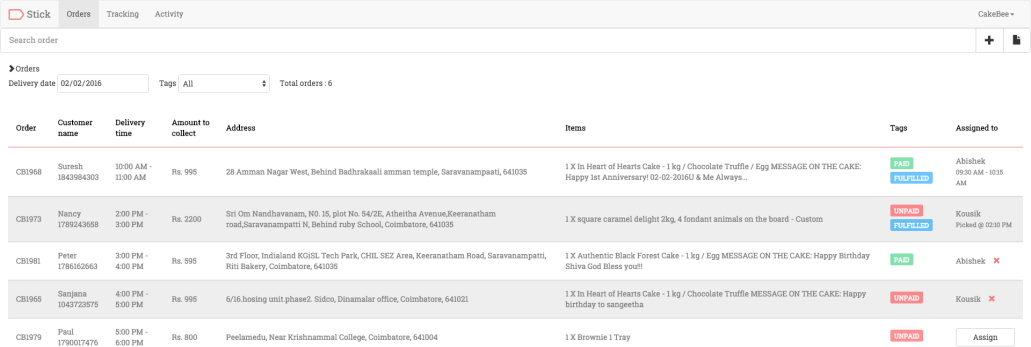 Stick Orders Tracking Activity CakeBee
Search order
Orders
Delivery date 02/02/2016 Tags All Total orders : 6
Order Customer name Delivery time Amount to collect Address Items Tags Assigned to
CB1968 Suresh 1843984303 10:00 AM - 11:00 AM Rs. 995 28 Amman Nagar West, Behind Badhrakaali amman temple, Saravanampaati, 641035 1 X In Heart of Hearts Cake - 1 kg / Chocolate Truffle / Egg MESSAGE ON THE CAKE: Happy 1st Anniversary! 02-02-2016U & Me Always... PAID FULFILLED Abishek 09:30 AM - 10:15 AM
CB1973 Nancy 1789243658 2:00 PM - 3:00 PM Rs. 2200 Sri Om Nandhavanam, N0. 15, plot No. 54/2E, Atheitha Avenue,Keeranatham road,Saravanampatti N, Behind ruby School, Coimbatore, 641035 1 X square caramel delight 2kg, 4 fondant animals on the board - Custom UNPAID FULFILLED Kousik Picked @ 02:10 PM
CB1981 Peter 1786162663 3:00 PM - 4:00 PM Rs. 595 3rd Floor, Indialand KGiSL Tech Park, CHIL SEZ Area, Keeranatham Road, Saravanampatti, Riti Bakery, Coimbatore, 641035 1 X Authentic Black Forest Cake - 1 kg / Egg MESSAGE ON THE CAKE: Happy Birthday Shiva God Bless you!!! PAID Abishek
CB1965 Sanjana 1043723575 4:00 PM - 5:00 PM Rs. 995 6/16.hosing unit.phase2. Sidco, Dinamalar office, Coimbatore, 641021 1 X In Heart of Hearts Cake - 1 kg / Chocolate Truffle MESSAGE ON THE CAKE: Happy birthday to sangeetha UNPAID Kousik
CB1979 Paul 1790017476 5:00 PM - 6:00 PM Rs. 800 Peelamedu, Near Krishnammal College, Coimbatore, 641004 1 X Brownie 1 Tray UNPAID Assign